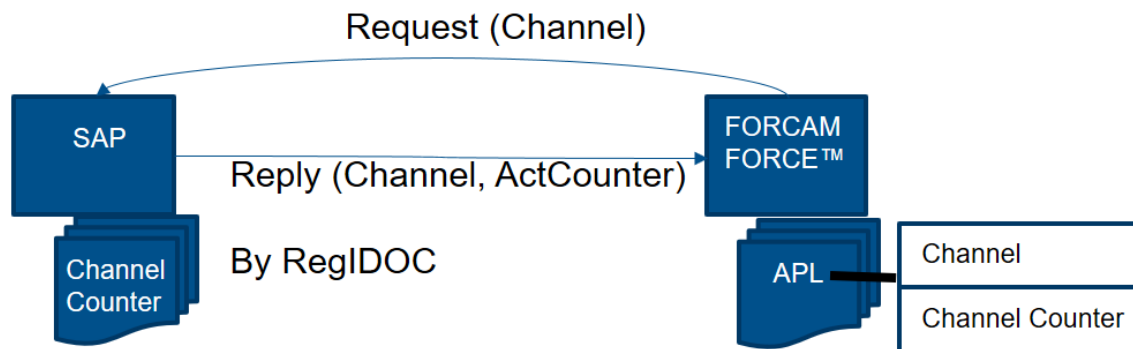 Request (Channel)
SAP
FORCAM
FORCE™
Reply (Channel, ActCounter)
By RegIDOC
Channel
Counter
APL
Channel
Channel Counter